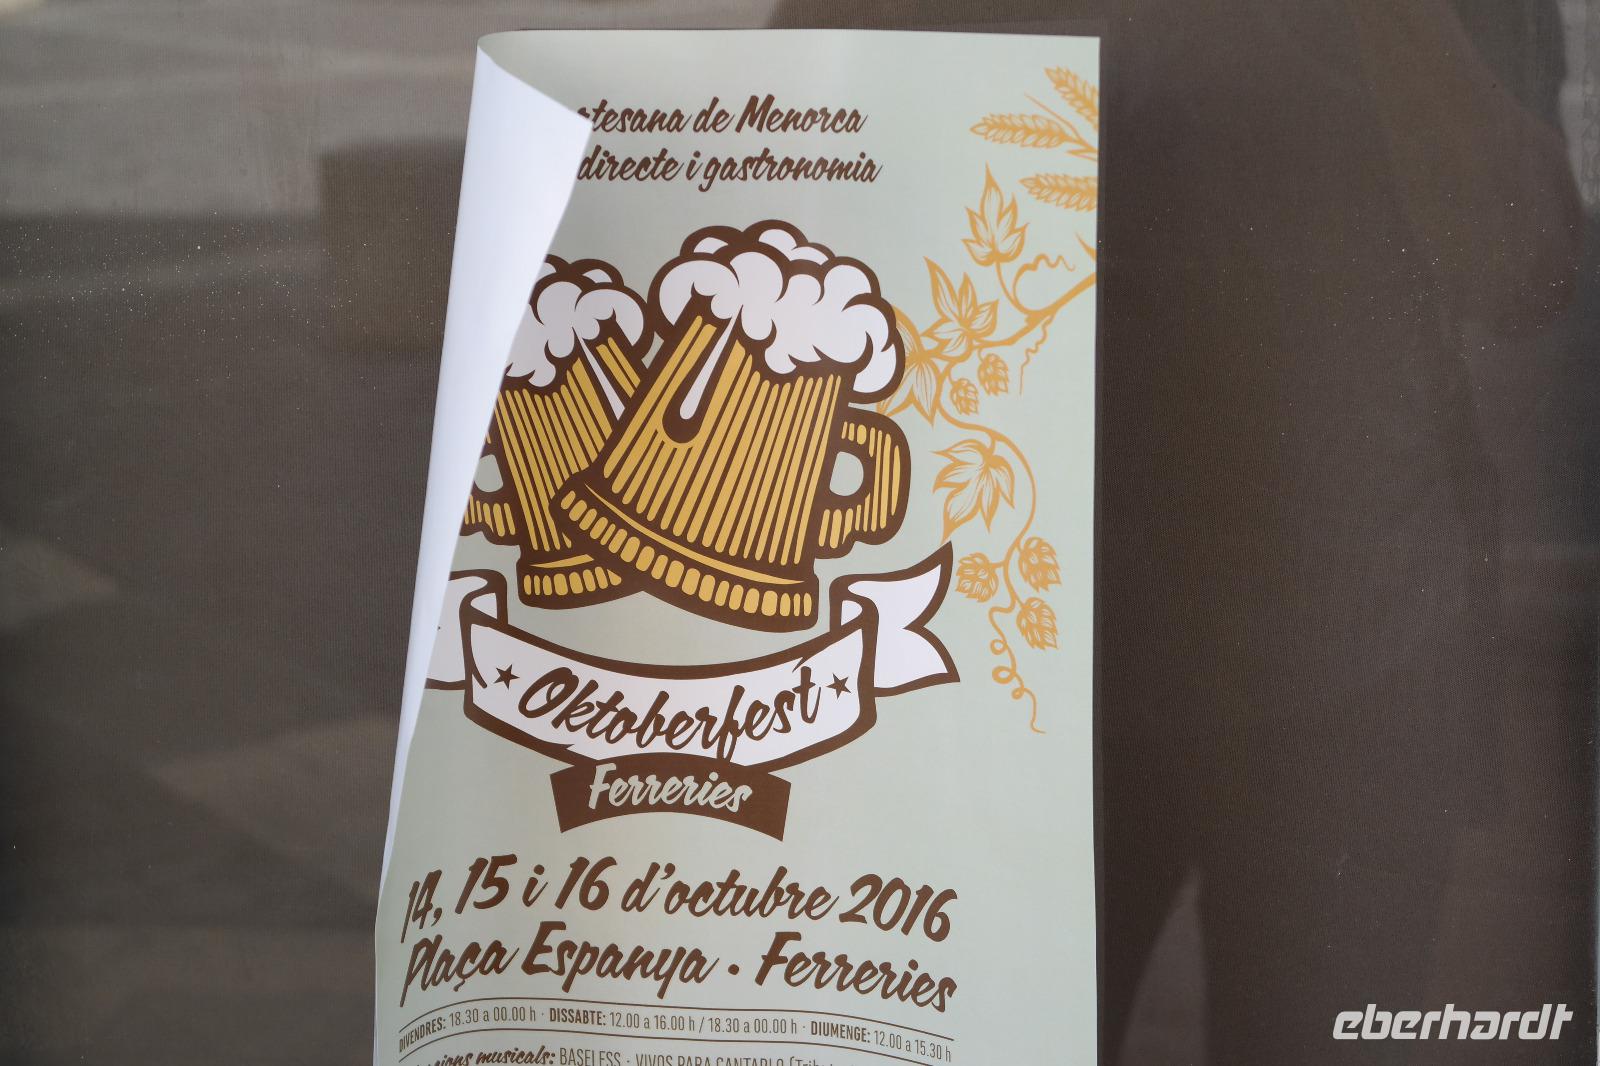 de Menorca
directe i gastronomia
Oktoberfest
Ferreries
14, 15 i 16 d'octubre 2016
Plaça Espanya · Ferreries
DIVENDRES: 18.30 a 00.00 h · DISSABTE: 12.00 a 16.00 h / 18.30 a 00.00 h · DIUMENGE: 12.00 a 15.30 h
musicals: BASELESS · VIVOS PARA CANTARLO
eberhardt